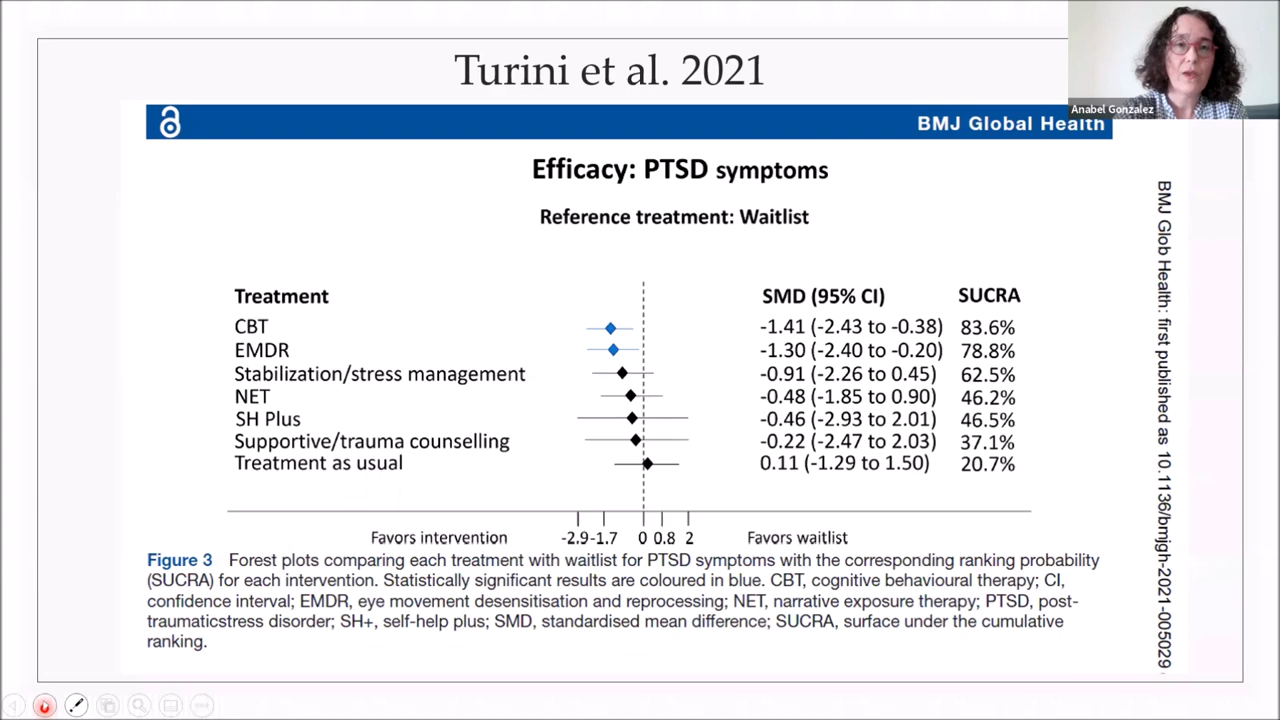 Turini et al. 2021
Anabel Gonzalez
BMJ Global Health
Efficacy: PTSD symptoms
Reference treatment: Waitlist
Treatment SMD (95% CI) SUCRA
CBT -1.41 (-2.43 to -0.38) 83.6%
EMDR -1.30 (-2.40 to -0.20) 78.8%
Stabilization/stress management -0.91 (-2.26 to 0.45) 62.5%
NET -0.48 (-1.85 to 0.90) 46.2%
SH Plus -0.46 (-2.93 to 2.01) 46.5%
Supportive/trauma counselling -0.22 (-2.47 to 2.03) 37.1%
Treatment as usual 0.11 (-1.29 to 1.50) 20.7%
Favors intervention -2.9 -1.7 0 0.8 2 Favors waitlist
Figure 3 Forest plots comparing each treatment with waitlist for PTSD symptoms with the corresponding ranking probability
(SUCRA) for each intervention. Statistically significant results are coloured in blue. CBT, cognitive behavioural therapy; CI,
confidence interval; EMDR, eye movement desensitisation and reprocessing; NET, narrative exposure therapy; PTSD, post-
traumaticstress disorder; SH+, self-help plus; SMD, standardised mean difference; SUCRA, surface under the cumulative
ranking.
BMJ Glob Health: first published as 10.1136/bmjgh-2021-005029